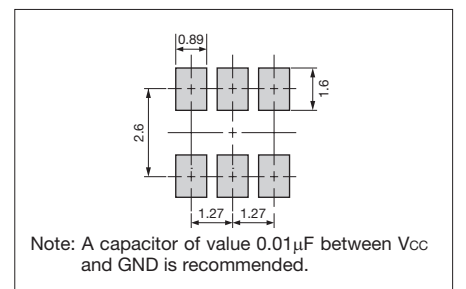 0.89
1.6
2.6
1.27 1.27
Note: A capacitor of value 0.01μF between Vcc
and GND is recommended.